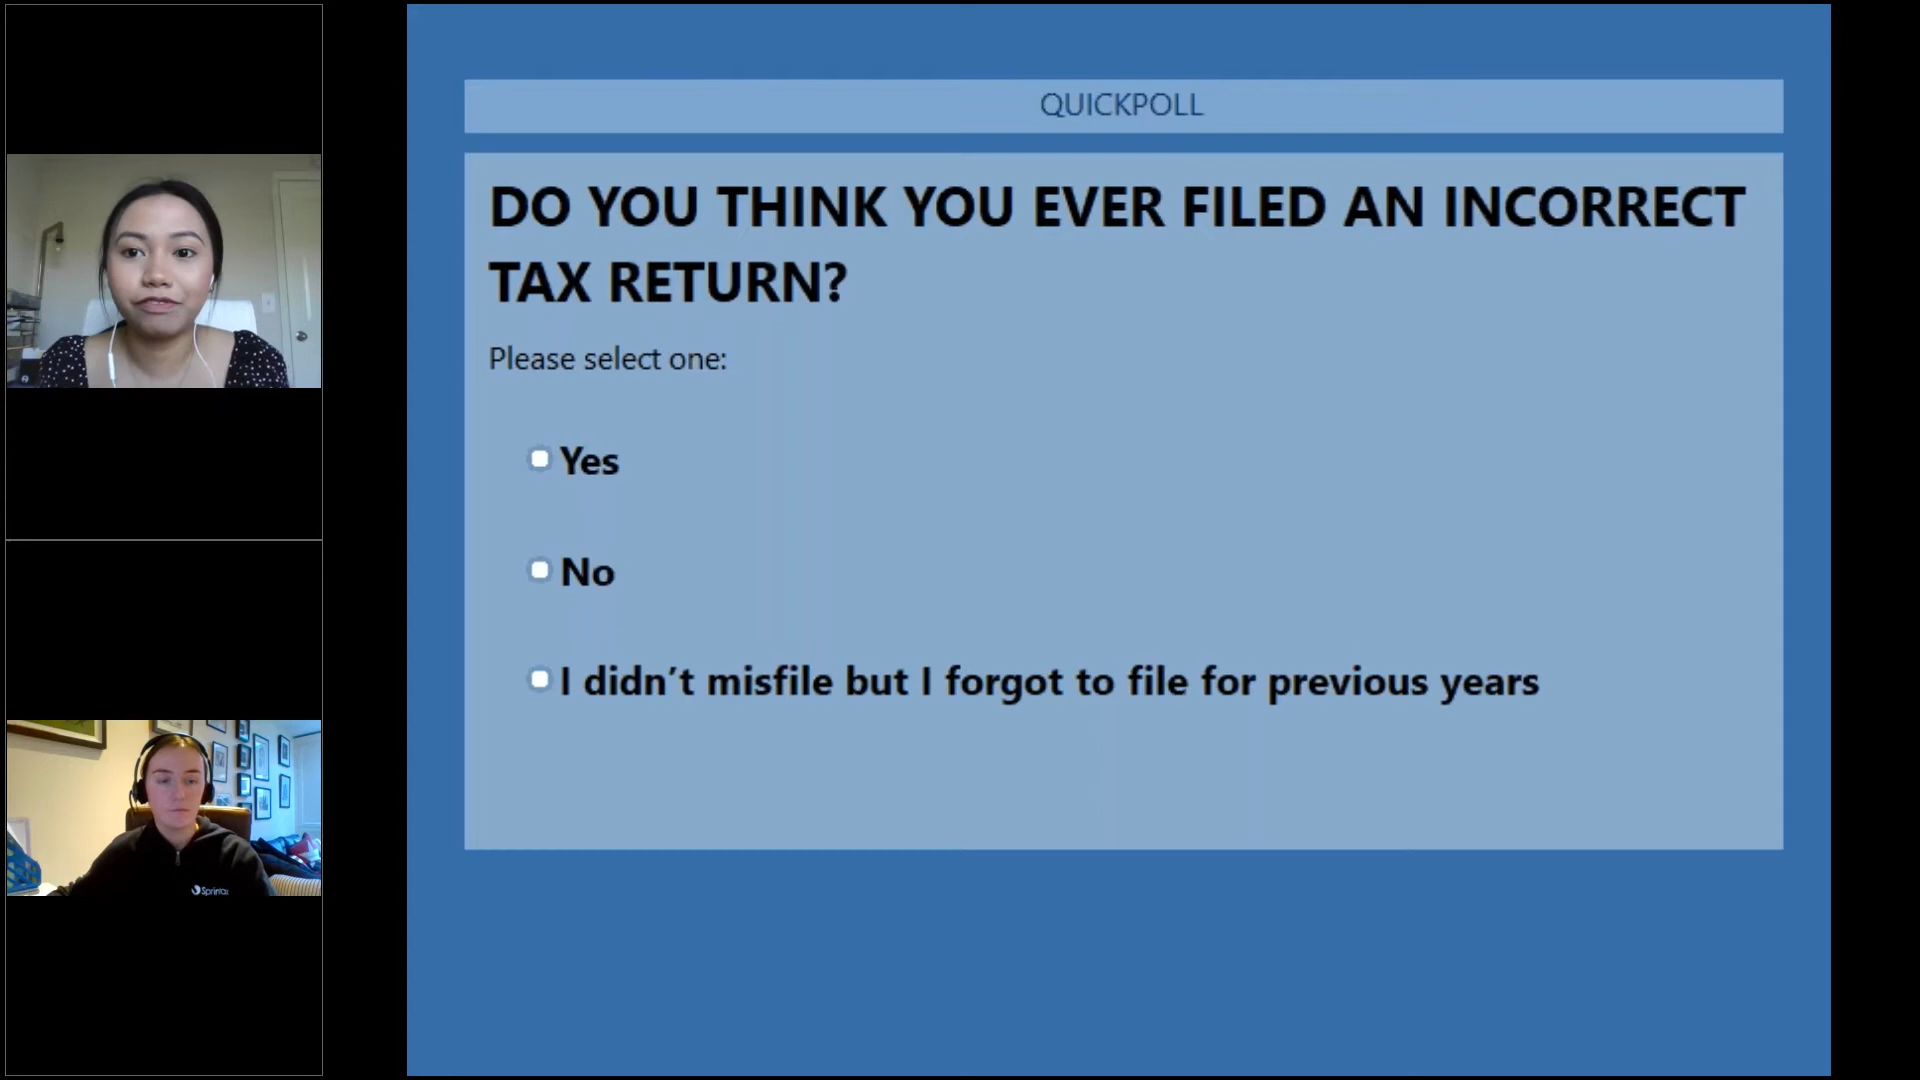 QUICKPOLL
DO YOU THINK YOU EVER FILED AN INCORRECT
TAX RETURN?
Please select one:
Yes
No
I didn’t misfile but I forgot to file for previous years